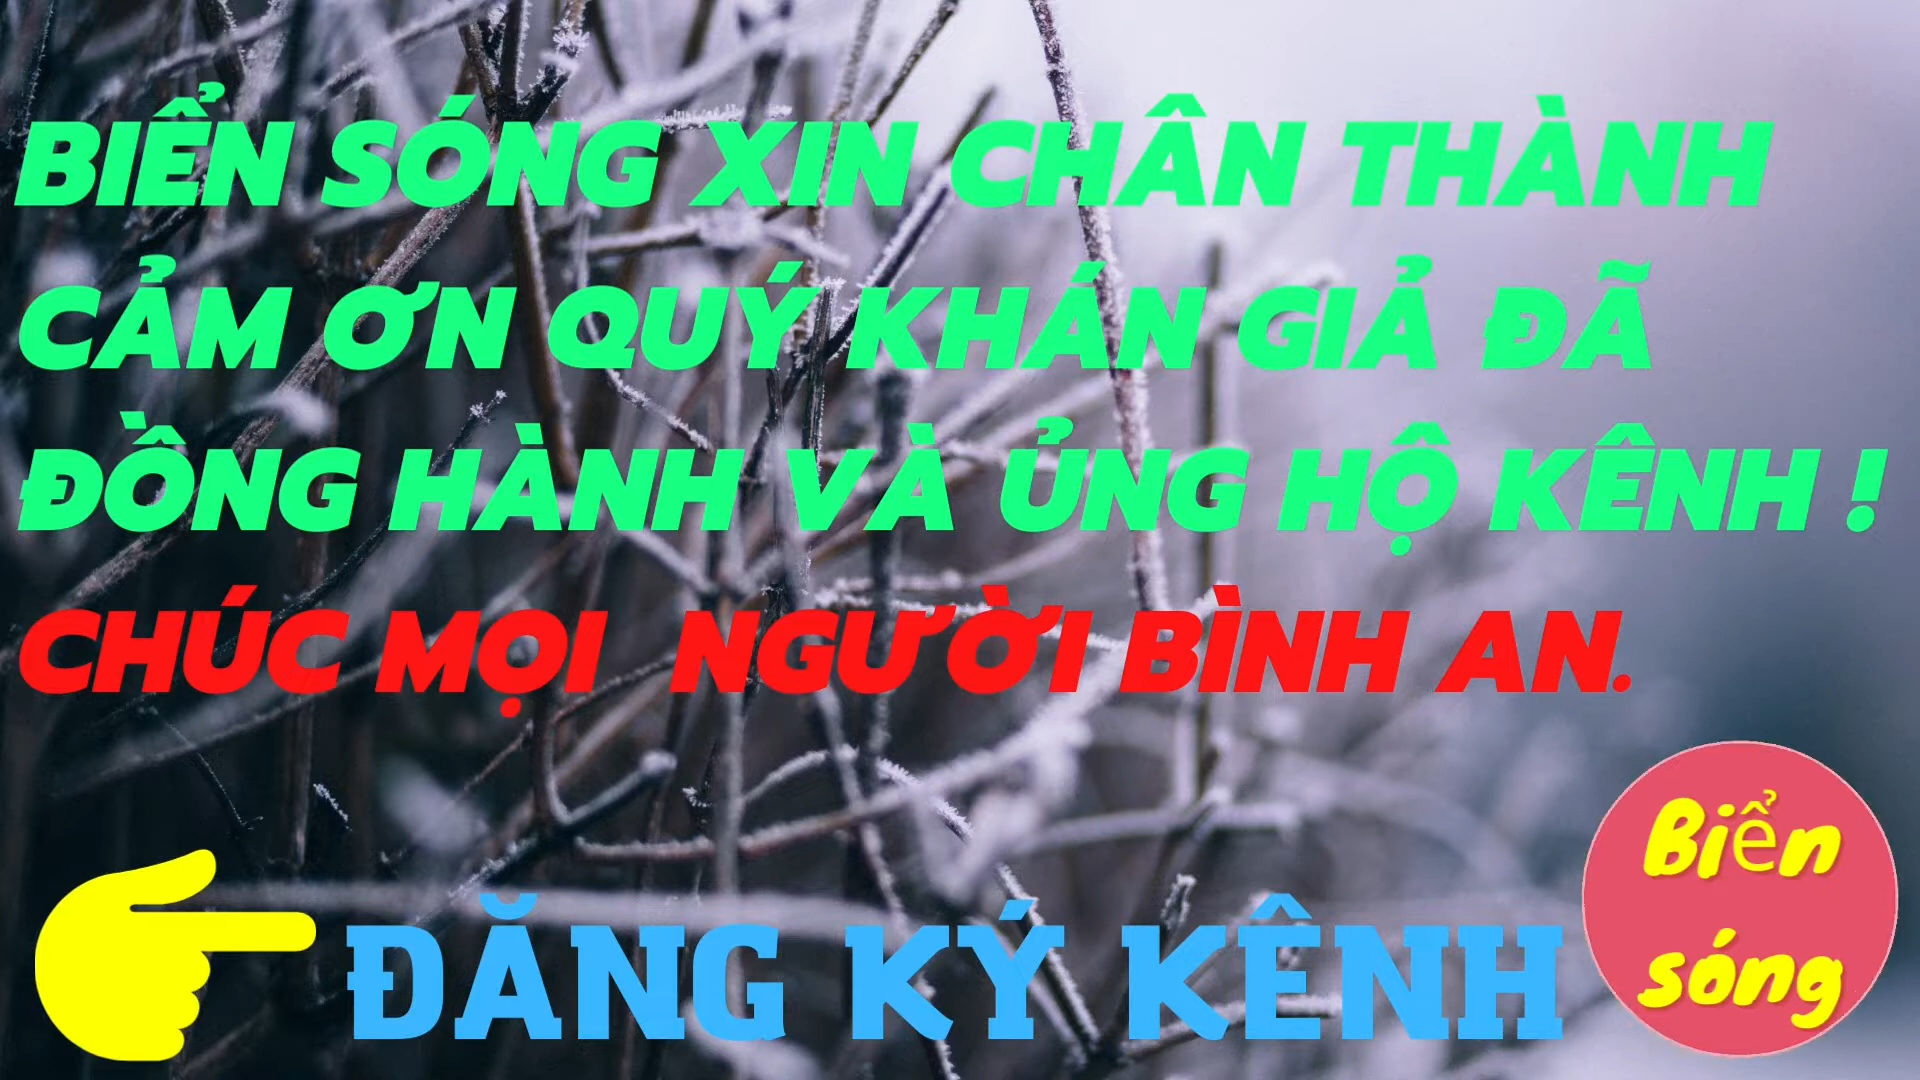 BIỂN SÓNG XIN CHÂN THÀNH
CẢM ƠN QUÝ KHÁN GIẢ ĐÃ
ĐỒNG HÀNH VÀ ỦNG HỘ KÊNH !
CHÚC MỌI NGƯỜI BÌNH AN.
ĐĂNG KÝ KÊNH
Biển
sóng